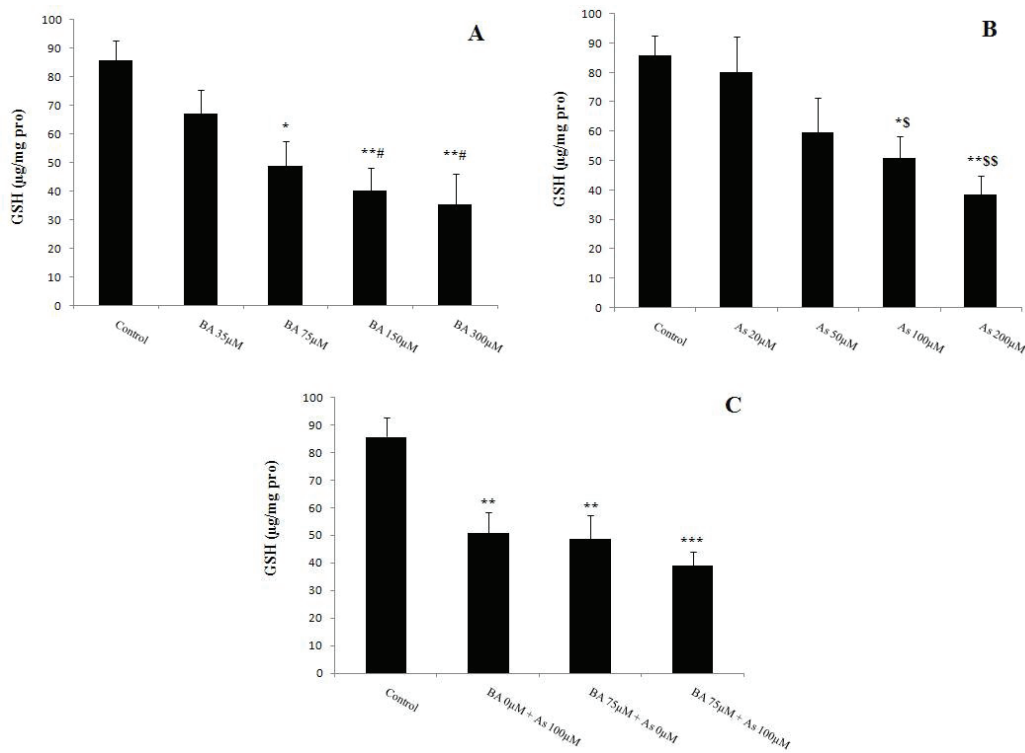 A
GSH (µg/mg pro)
100
90
80
70
60
50
40
30
20
10
0
*
**#
**#
Control
BA 35µM
BA 75µM
BA 150µM
BA 300µM
B
GSH (µg/mg pro)
100
90
80
70
60
50
40
30
20
10
0
*$
**$$
Control
As 20µM
As 50µM
As 100µM
As 200µM
C
GSH (µg/mg pro)
100
90
80
70
60
50
40
30
20
10
0
**
**
***
Control
BA 0µM + As 100µM
BA 75µM + As 0µM
BA 75µM + As 100µM